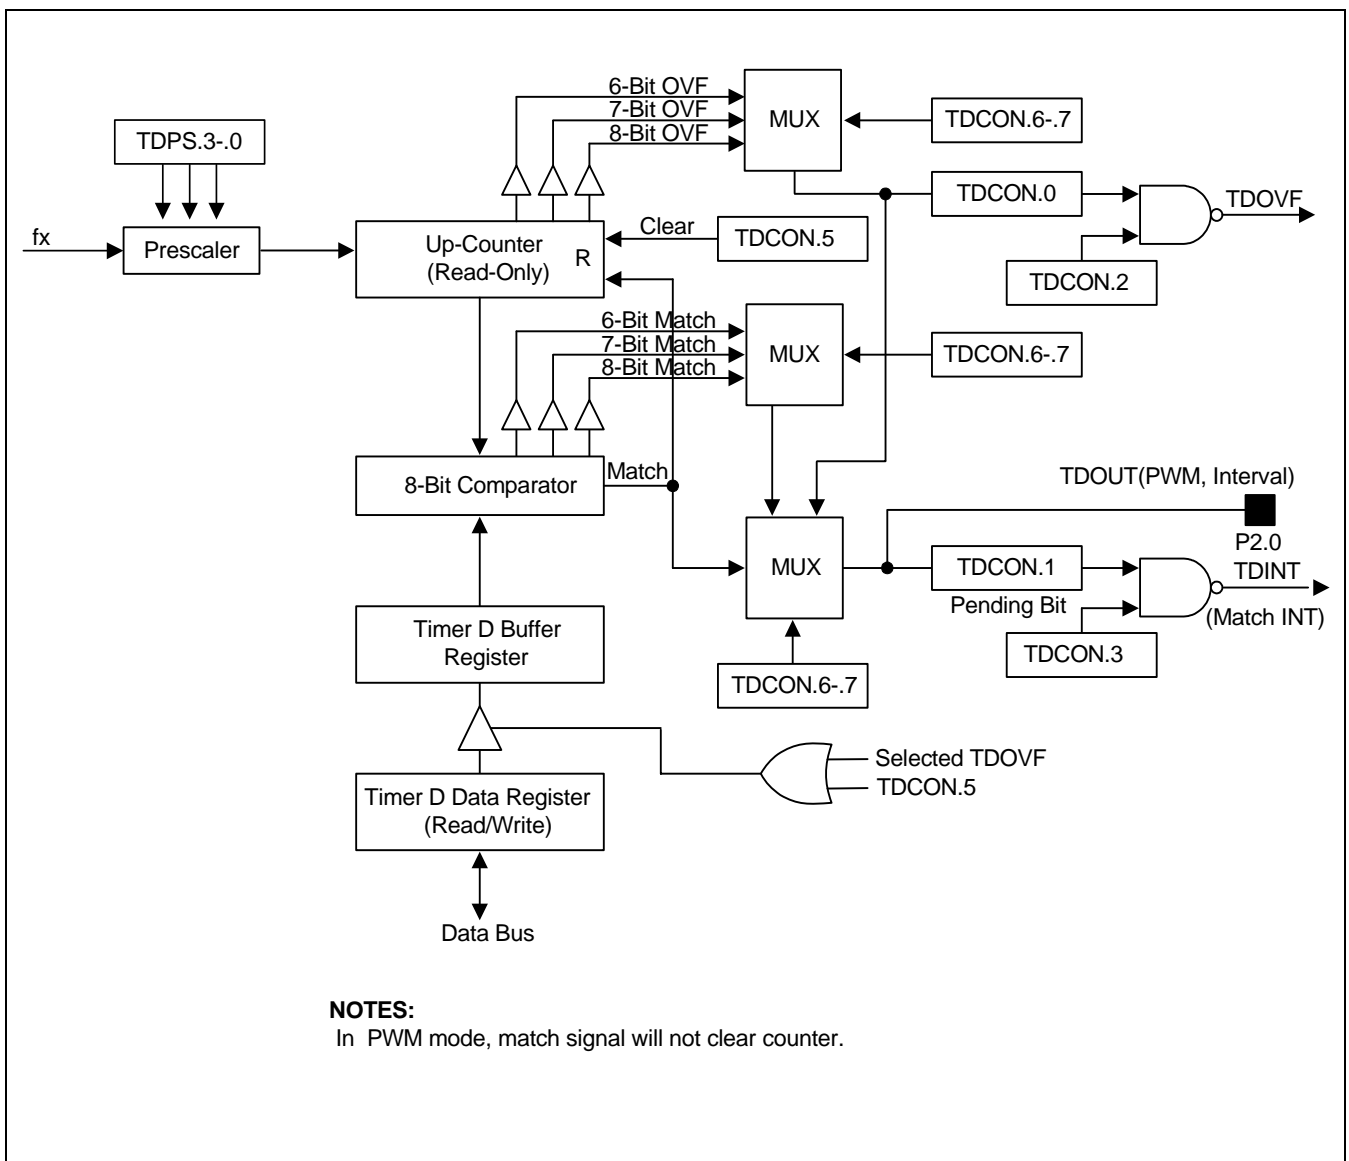 6-Bit OVF
7-Bit OVF
8-Bit OVF
MUX
TDCON.6-.7
TDPS.3-.0
TDCON.0
TDOVF
fx
Prescaler
Up-Counter
(Read-Only)
R
Clear
TDCON.5
TDCON.2
6-Bit Match
7-Bit Match
8-Bit Match
MUX
TDCON.6-.7
8-Bit Comparator
Match
TDOUT(PWM, Interval)
P2.0
MUX
TDCON.1
Pending Bit
TDINT
(Match INT)
TDCON.3
Timer D Buffer
Register
TDCON.6-.7
Selected TDOVF
TDCON.5
Timer D Data Register
(Read/Write)
Data Bus
NOTES:
In PWM mode, match signal will not clear counter.